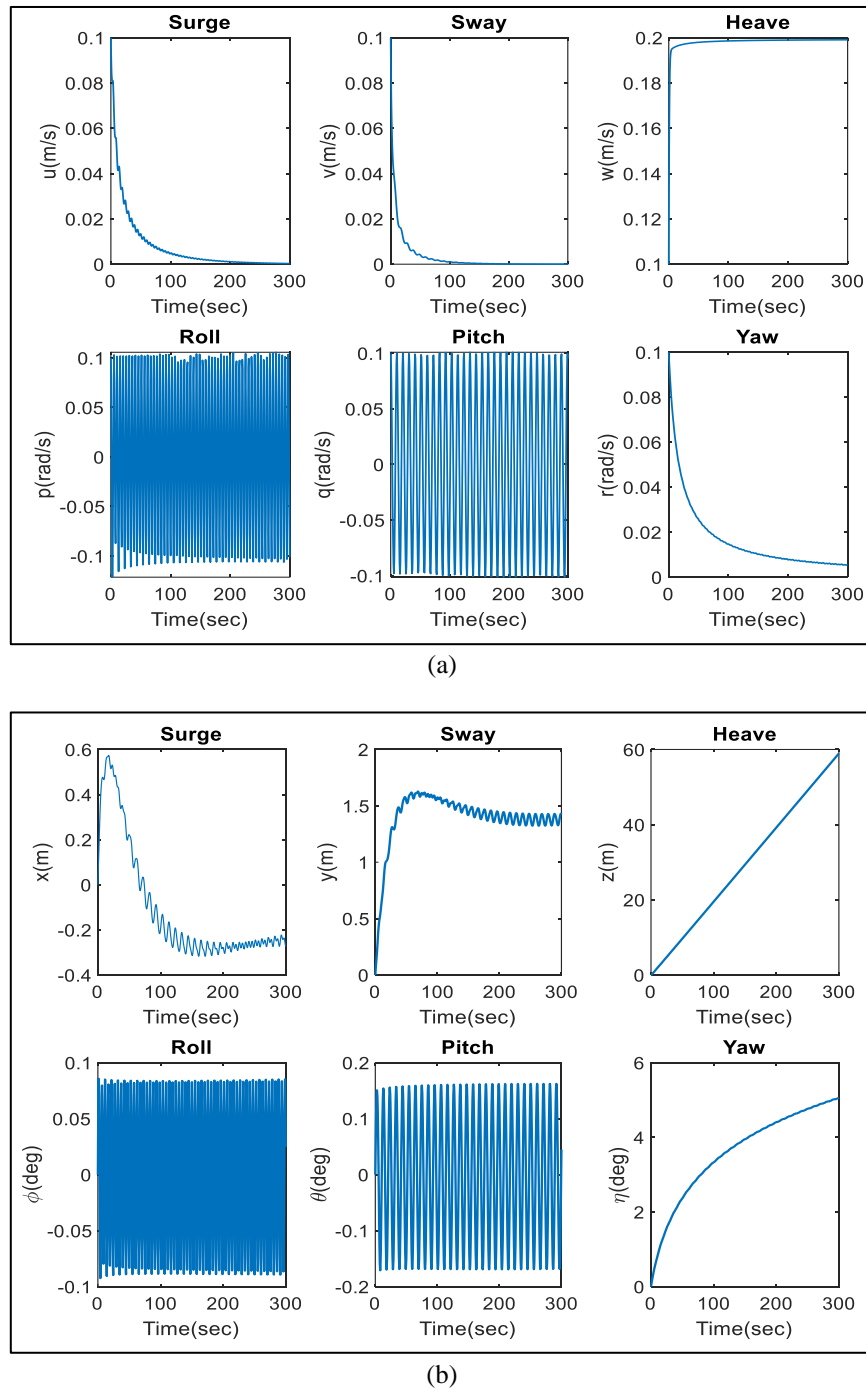 Surge Sway Heave
0.1 0.1 0.2
0.08 0.08 0.18
0.06 0.06 0.16
0.04 0.04 0.14
0.02 0.02 0.12
0 0 0.1
u(m/s) v(m/s) w(m/s)
0 100 200 300 0 100 200 300 0 100 200 300
Time(sec) Time(sec) Time(sec)
Roll Pitch Yaw
0.1 0.1 0.1
0.05 0.05 0.08
0 0 0.06
-0.05 -0.05 0.04
-0.1 -0.1 0.02
0
p(rad/s) q(rad/s) r(rad/s)
0 100 200 300 0 100 200 300 0 100 200 300
Time(sec) Time(sec) Time(sec)
(a)
Surge Sway Heave
0.6 2 60
0.4 1.5 40
0.2 1 20
0 0.5 0
-0.2 0
-0.4
x(m) y(m) z(m)
0 100 200 300 0 100 200 300 0 100 200 300
Time(sec) Time(sec) Time(sec)
Roll Pitch Yaw
0.1 0.2 6
0.05 0.1 4
0 0 2
-0.05 -0.1 0
-0.1 -0.2
ϕ(deg) θ(deg) η(deg)
0 100 200 300 0 100 200 300 0 100 200 300
Time(sec) Time(sec) Time(sec)
(b)